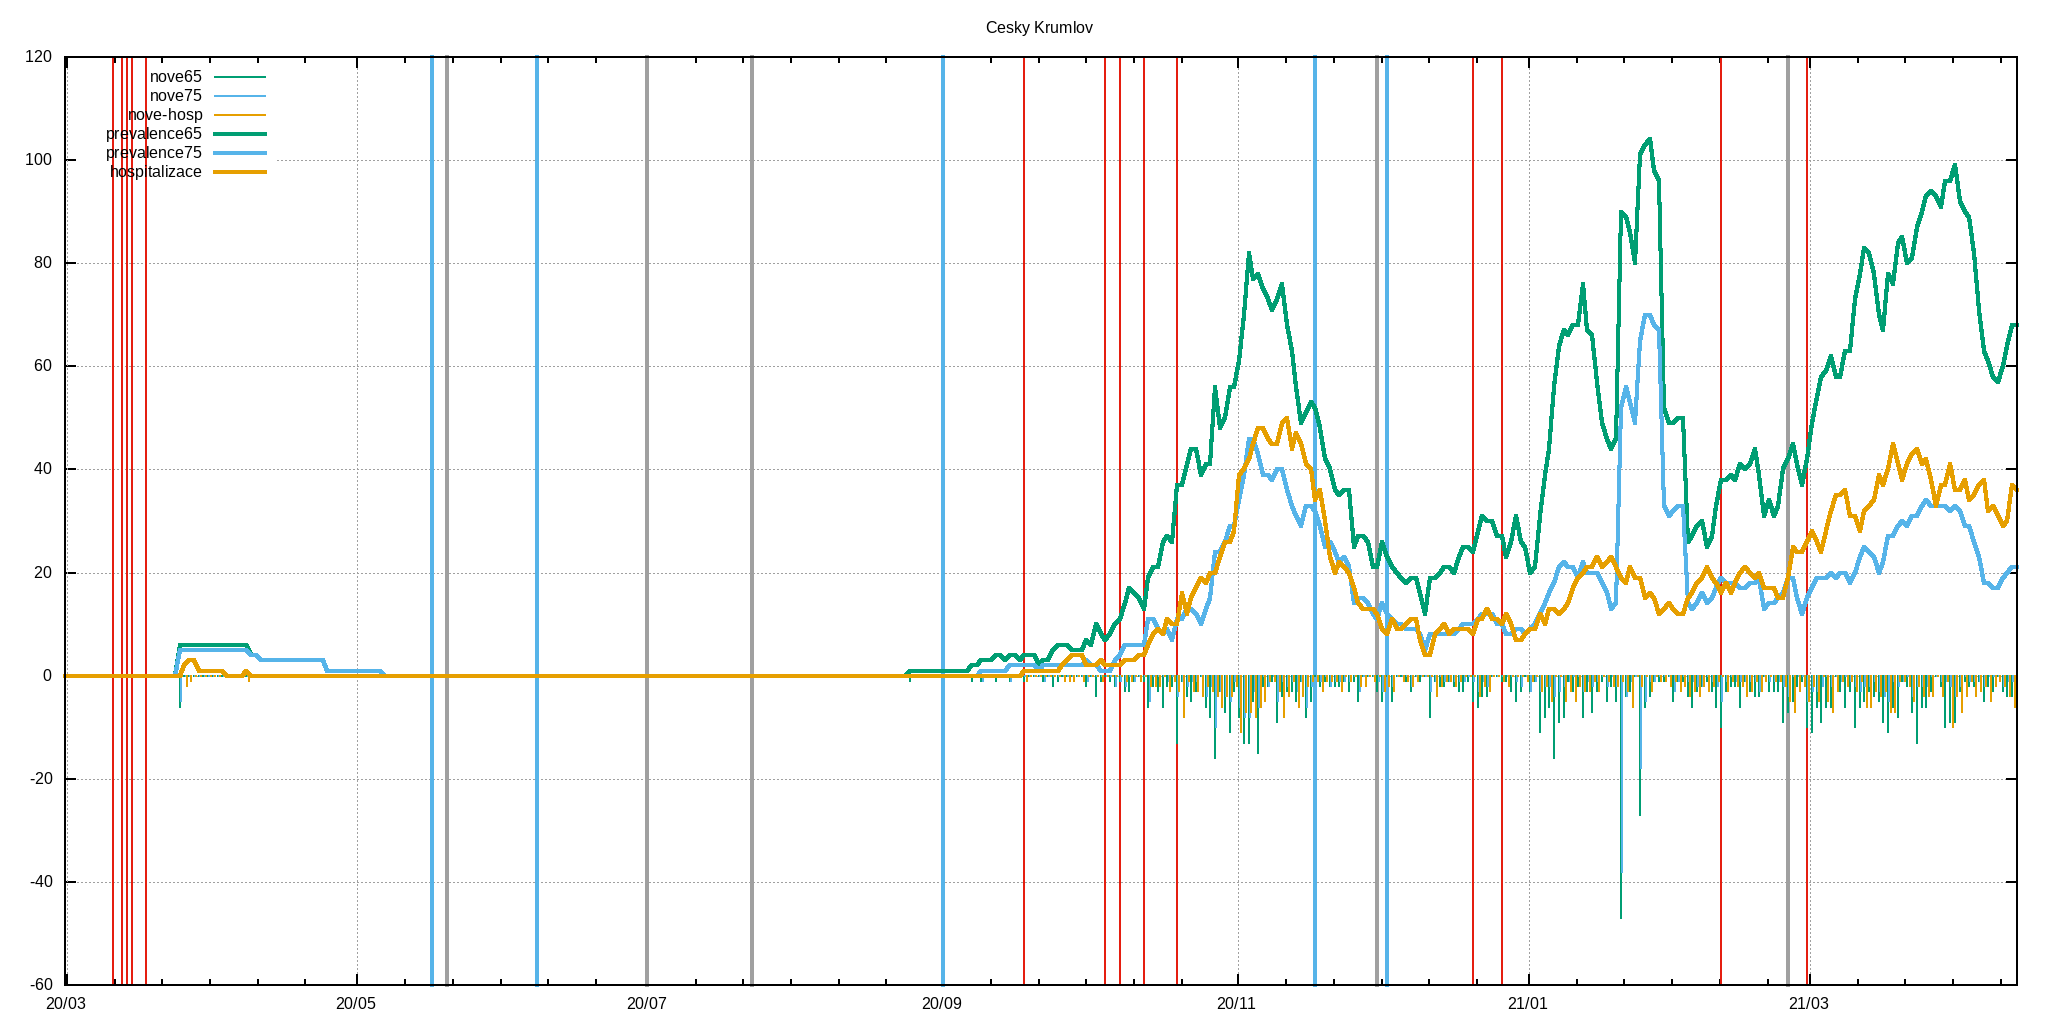 Cesky Krumlov
120
100
80
60
40
20
0
-20
-40
-60
nove65
nove75
nove-hosp
prevalence65
prevalence75
hospitalizace
20/03 20/05 20/07 20/09 20/11 21/01 21/03